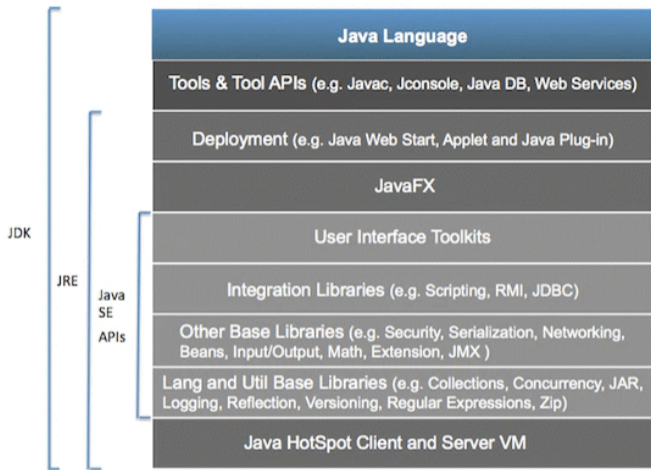 Java Language
Tools & Tool APIs (e.g. Javac, Jconsole, Java DB, Web Services)
Deployment (e.g. Java Web Start, Applet and Java Plug-in)
JavaFX
User Interface Toolkits
Integration Libraries (e.g. Scripting, RMI, JDBC)
Other Base Libraries (e.g. Security, Serialization, Networking,
Beans, Input/Output, Math, Extension, JMX )
Lang and Util Base Libraries (e.g. Collections, Concurrency, JAR,
Logging, Reflection, Versioning, Regular Expressions, Zip)
Java HotSpot Client and Server VM
JDK
JRE
Java
SE
APIs